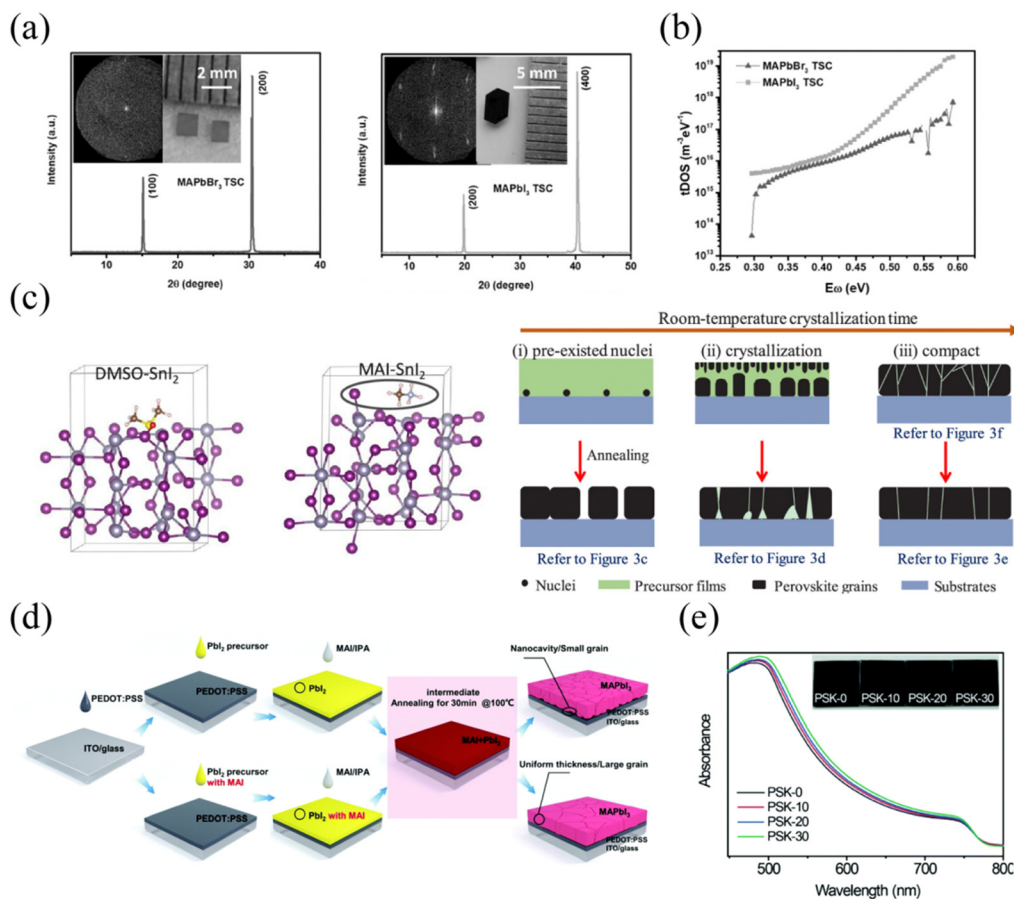 (a)
Intensity (a.u.)
2 mm
(200)
(100)
MAPbBr₃ TSC
0
10
20
30
40
2θ (degree)
Intensity (a.u.)
5 mm
(400)
(200)
MAPbI₃ TSC
10
20
30
40
50
2θ (degree)
(b)
tDOS (m⁻³eV⁻¹)
MAPbBr₃ TSC
MAPbI₃ TSC
10¹⁹
10¹⁸
10¹⁷
10¹⁶
10¹⁵
10¹⁴
10¹³
0.25
0.30
0.35
0.40
0.45
0.50
0.55
0.60
Eω (eV)
(c)
DMSO-SnI₂
MAI-SnI₂
Room-temperature crystallization time
(i) pre-existed nuclei
(ii) crystallization
(iii) compact
Refer to Figure 3f
Annealing
Refer to Figure 3c
Refer to Figure 3d
Refer to Figure 3e
Nuclei
Precursor films
Perovskite grains
Substrates
(d)
PEDOT:PSS
ITO/glass
PbI₂ precursor
PEDOT:PSS
MAI/IPA
PbI₂
PbI₂ precursor
with MAI
PEDOT:PSS
MAI/IPA
PbI₂ with MAI
intermediate
Annealing for 30min @100℃
MAI+PbI₂
Nanocavity/Small grain
MAPbI₃
PEDOT:PSS
ITO/glass
Uniform thickness/Large grain
MAPbI₃
PEDOT:PSS
ITO/glass
(e)
Absorbance
PSK-0
PSK-10
PSK-20
PSK-30
PSK-0
PSK-10
PSK-20
PSK-30
500
600
700
800
Wavelength (nm)